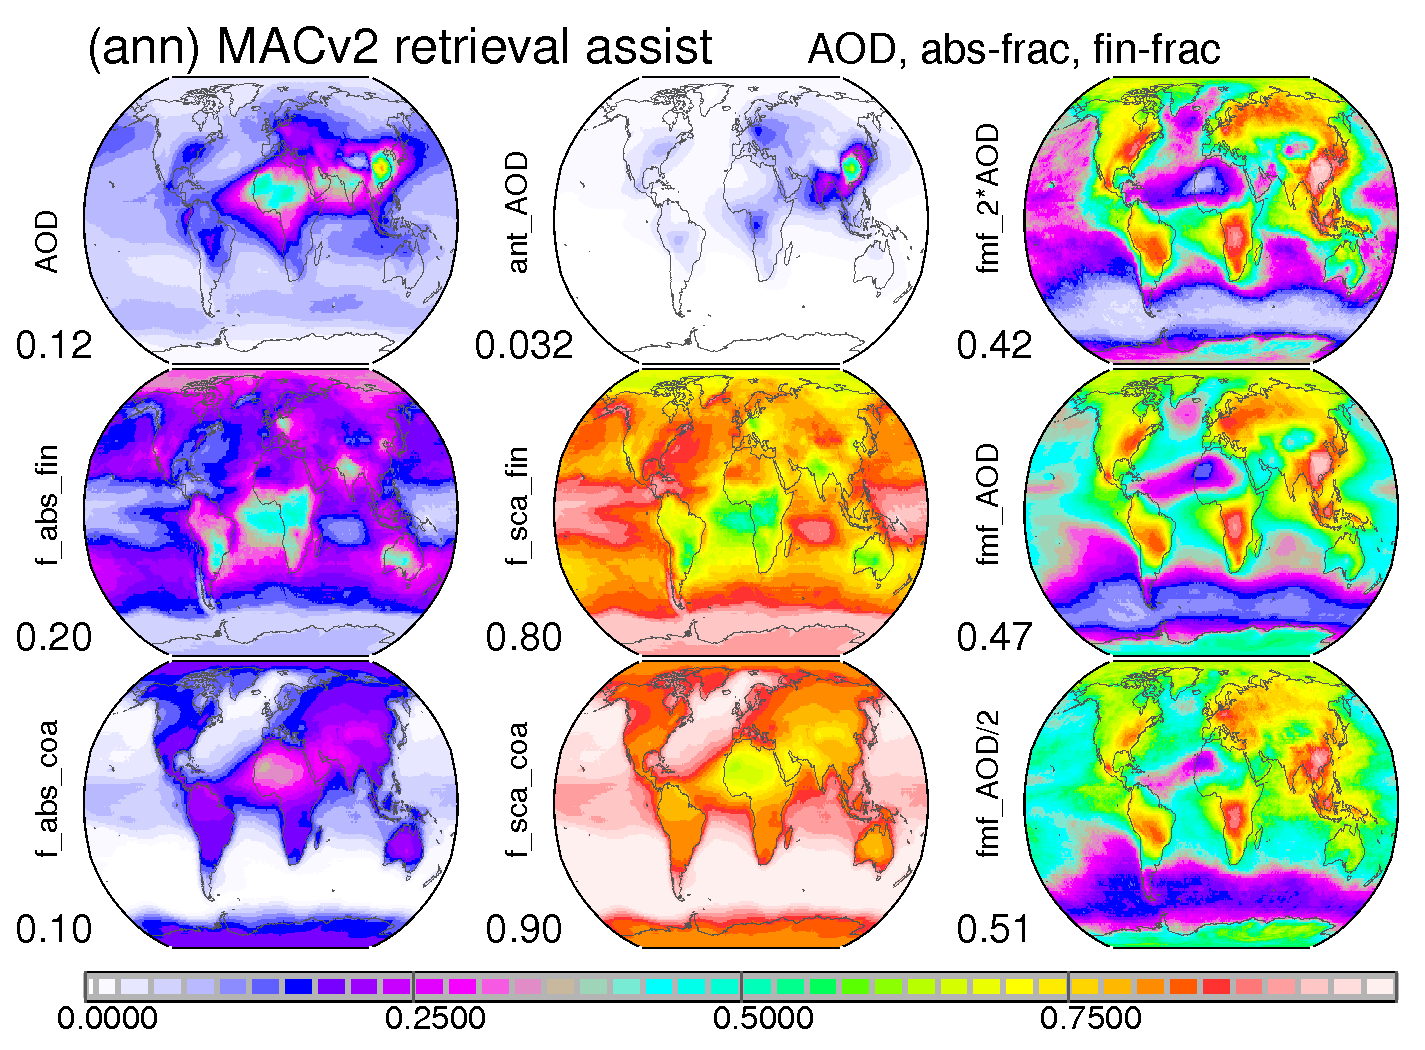 (ann) MACv2 retrieval assist AOD, abs-frac, fin-frac
AOD
0.12
ant_AOD
0.032
fmf_2*AOD
0.42
f_abs_fin
0.20
f_sca_fin
0.80
fmf_AOD
0.47
f_abs_coa
0.10
f_sca_coa
0.90
fmf_AOD/2
0.51
0.0000 0.2500 0.5000 0.7500